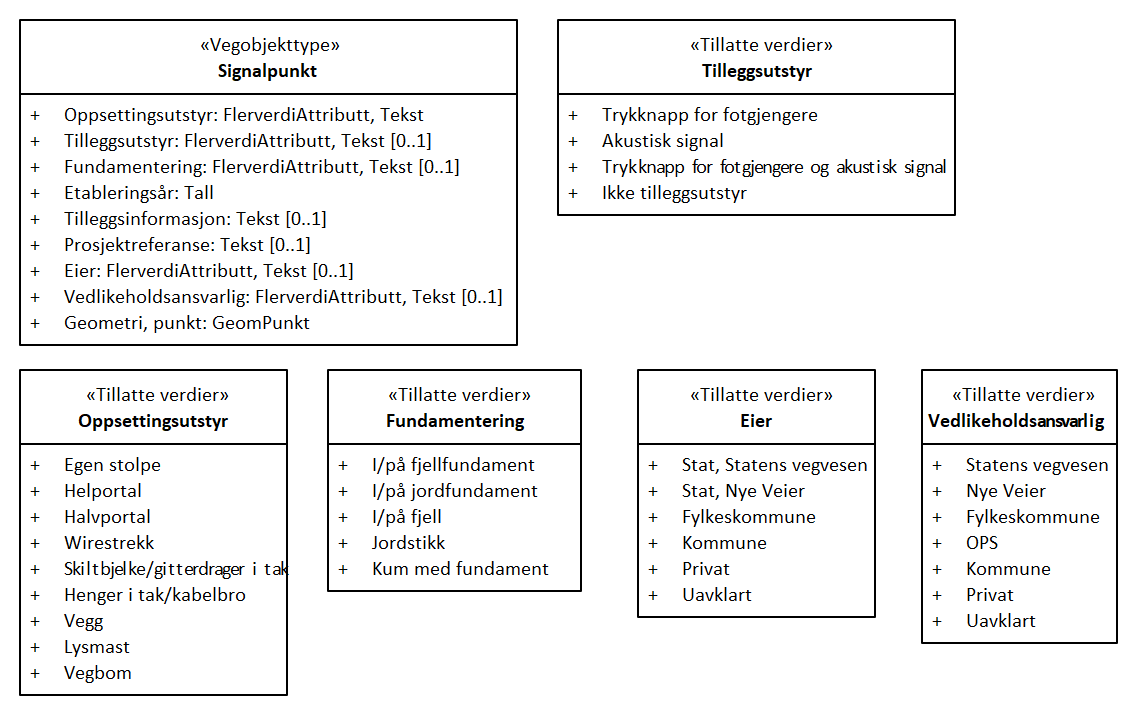 «Vegobjekttype»
Signalpunkt
+ Oppsettingsutstyr: FlerverdiAttributt, Tekst
+ Tilleggsutstyr: FlerverdiAttributt, Tekst [0..1]
+ Fundamentering: FlerverdiAttributt, Tekst [0..1]
+ Etableringsår: Tall
+ Tilleggsinformasjon: Tekst [0..1]
+ Prosjektreferanse: Tekst [0..1]
+ Eier: FlerverdiAttributt, Tekst [0..1]
+ Vedlikeholdsansvarlig: FlerverdiAttributt, Tekst [0..1]
+ Geometri, punkt: GeomPunkt
«Tillatte verdier»
Tilleggsutstyr
+ Trykknapp for fotgjengere
+ Akustisk signal
+ Trykknapp for fotgjengere og akustisk signal
+ Ikke tilleggsutstyr
«Tillatte verdier»
Oppsettingsutstyr
+ Egen stolpe
+ Helportal
+ Halvportal
+ Wirestrekk
+ Skiltbjelke/gitterdrager i tak
+ Henger i tak/kabelbro
+ Vegg
+ Lysmast
+ Vegbom
«Tillatte verdier»
Fundamentering
+ I/på fjellfundament
+ I/på jordfundament
+ I/på fjell
+ Jordstikk
+ Kum med fundament
«Tillatte verdier»
Eier
+ Stat, Statens vegvesen
+ Stat, Nye Veier
+ Fylkeskommune
+ Kommune
+ Privat
+ Uavklart
«Tillatte verdier»
Vedlikeholdsansvarlig
+ Statens vegvesen
+ Nye Veier
+ Fylkeskommune
+ OPS
+ Kommune
+ Privat
+ Uavklart